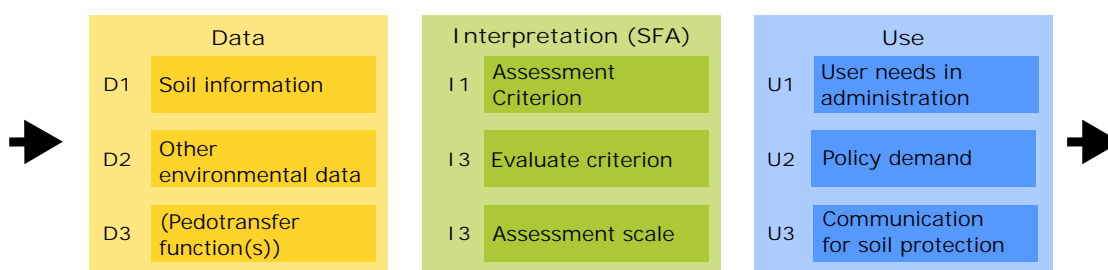 Data
D1 Soil information
D2 Other
environmental data
D3 (Pedotransfer
function(s))
Interpretation (SFA)
I1 Assessment
Criterion
I3 Evaluate criterion
I3 Assessment scale
Use
U1 User needs in
administration
U2 Policy demand
U3 Communication
for soil protection